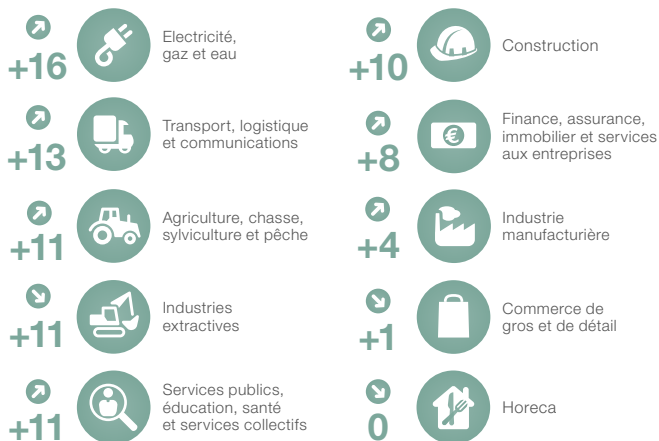 +16
Electricité,
gaz et eau
+13
Transport, logistique
et communications
+11
Agriculture, chasse,
sylviculture et pêche
+11
Industries
extractives
+11
Services publics,
éducation, santé
et services collectifs
+10
Construction
+8
€
Finance, assurance,
immobilier et services
aux entreprises
+4
Industrie
manufacturière
+1
Commerce de
gros et de détail
0
Horeca